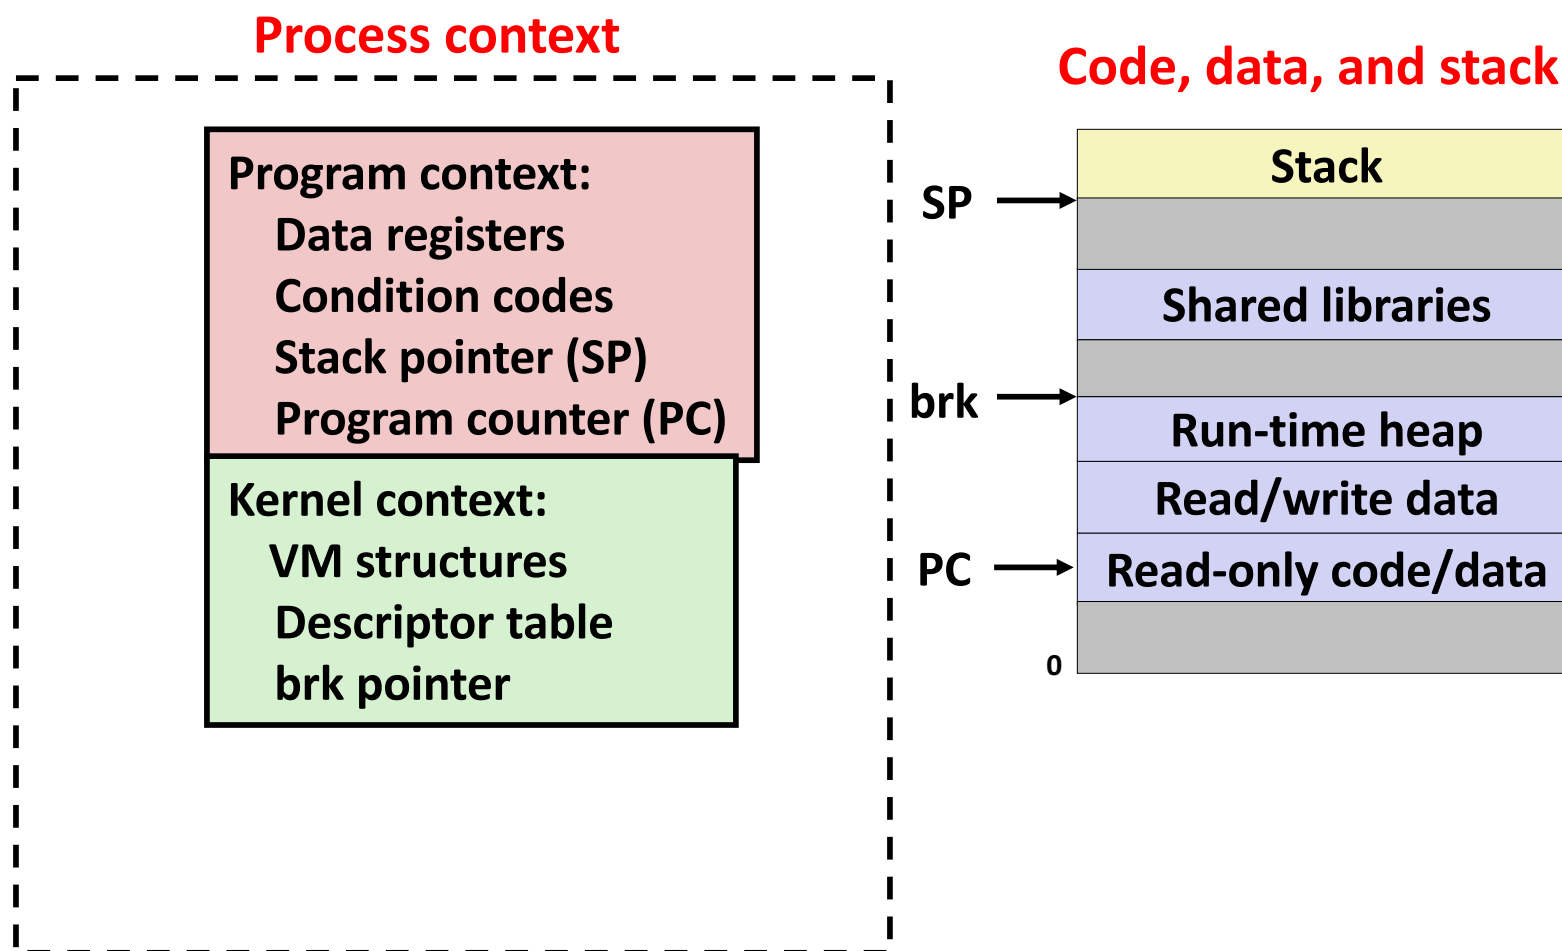 Process context
Program context:
Data registers
Condition codes
Stack pointer (SP)
Program counter (PC)
Kernel context:
VM structures
Descriptor table
brk pointer
Code, data, and stack
Stack
SP
Shared libraries
brk
Run-time heap
Read/write data
PC
Read-only code/data
0